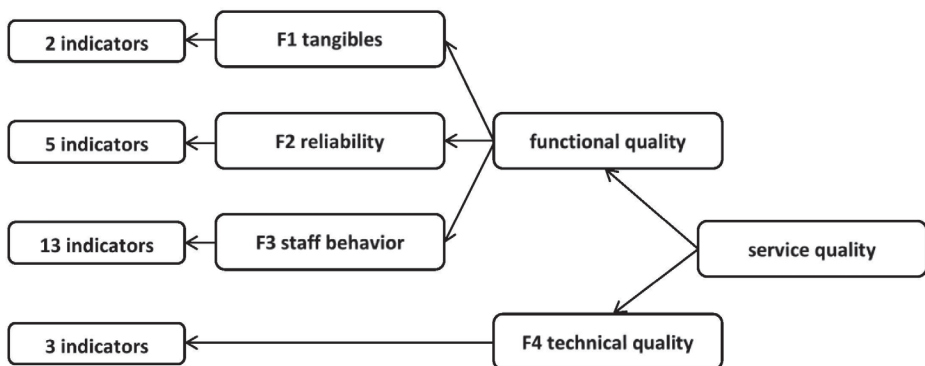 2 indicators
F1 tangibles
5 indicators
F2 reliability
functional quality
13 indicators
F3 staff behavior
service quality
3 indicators
F4 technical quality